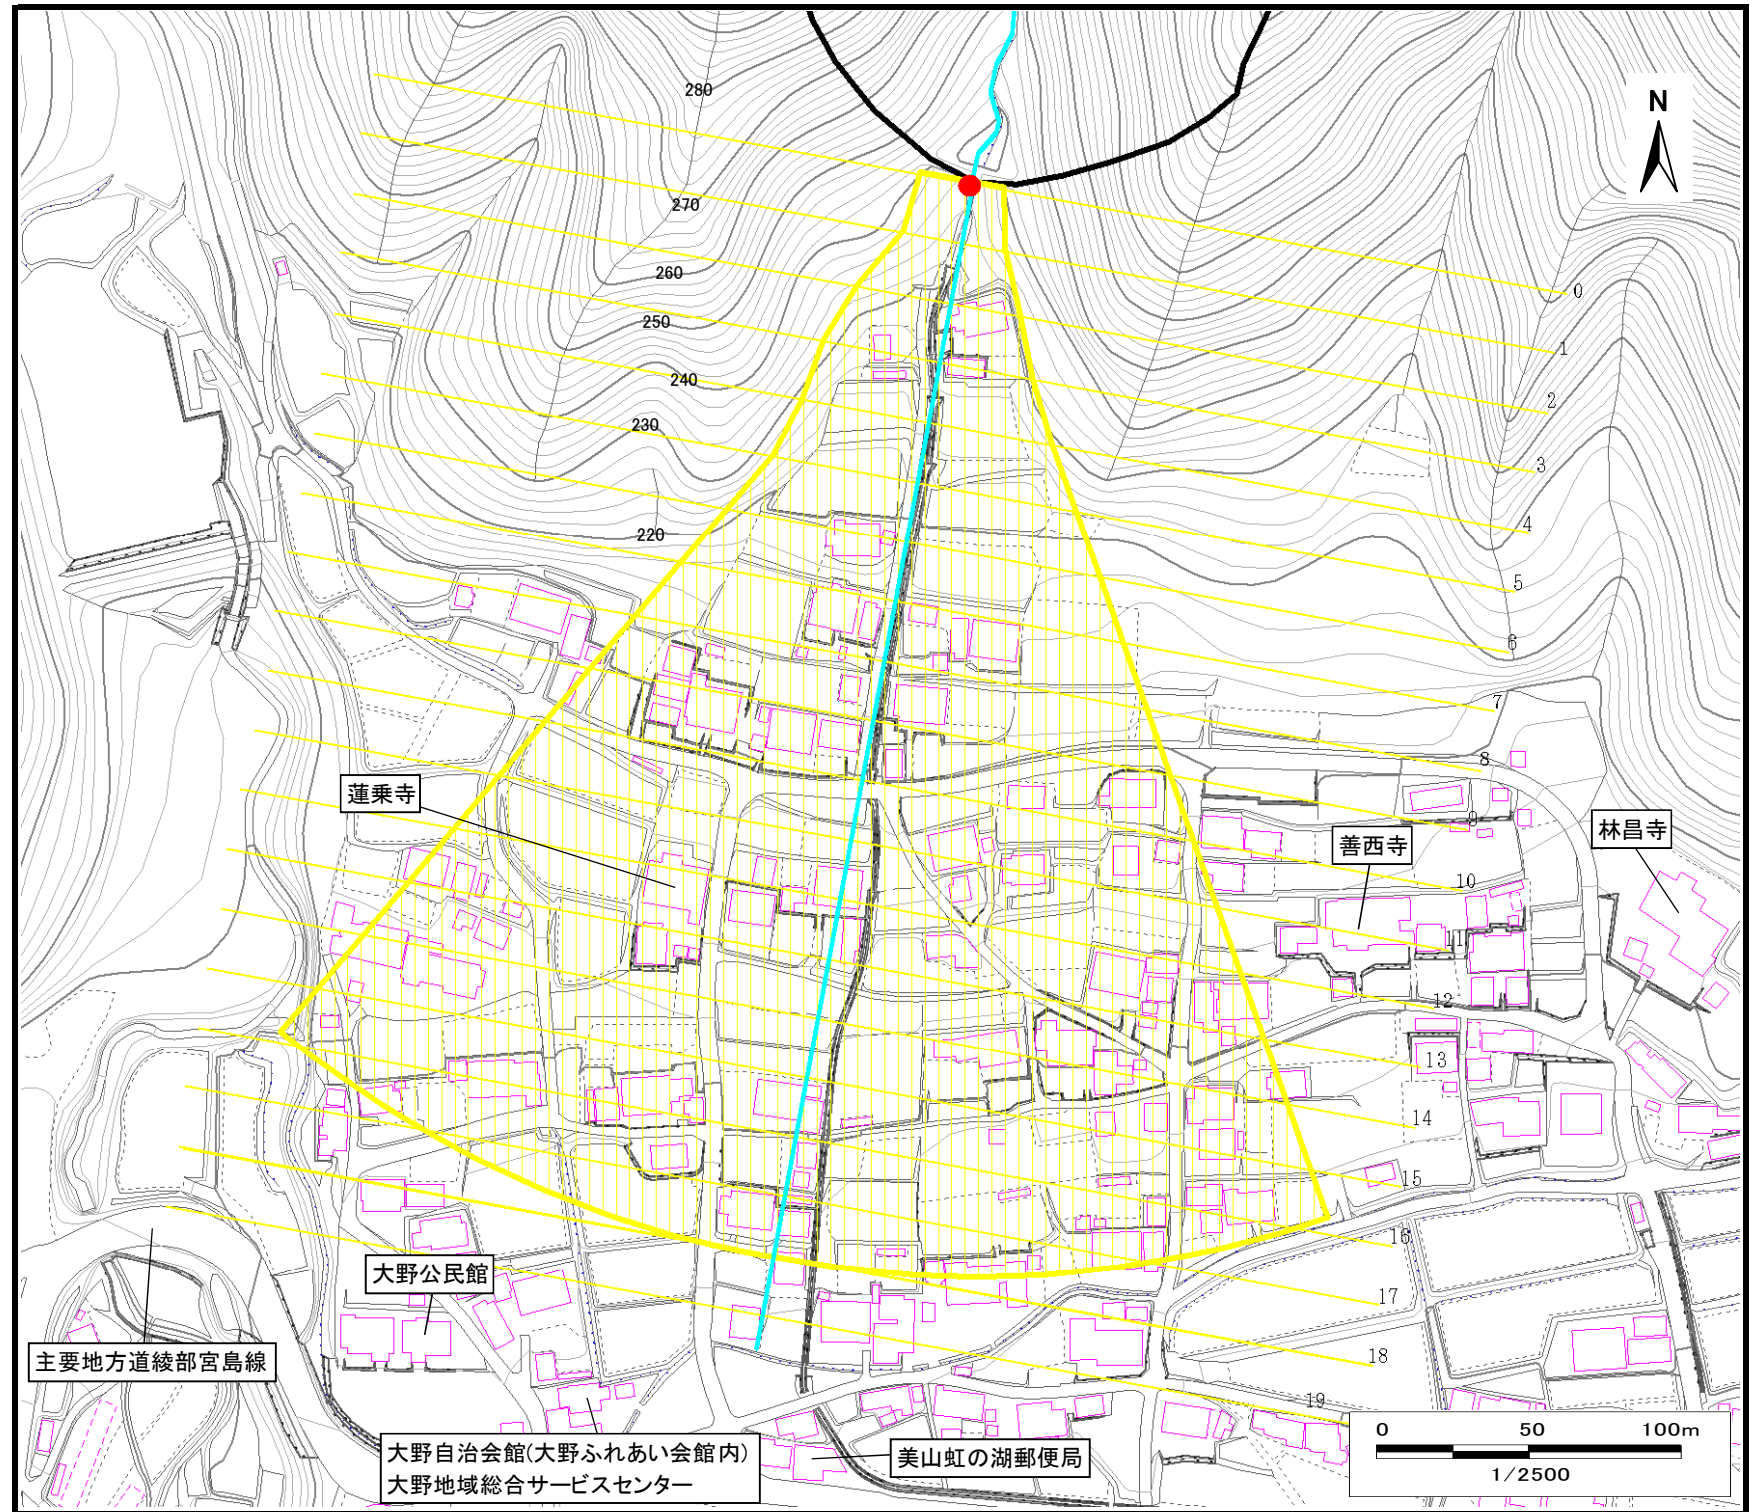 N
280
270
260
250
240
230
220
0
1
2
3
4
5
6
7
8
9
10
11
12
13
14
15
16
17
18
19
蓮乗寺
善西寺
林昌寺
大野公民館
主要地方道綾部宮島線
大野自治会館(大野ふれあい会館内)
大野地域総合サービスセンター
美山虹の湖郵便局
0 50 100m
1/2500